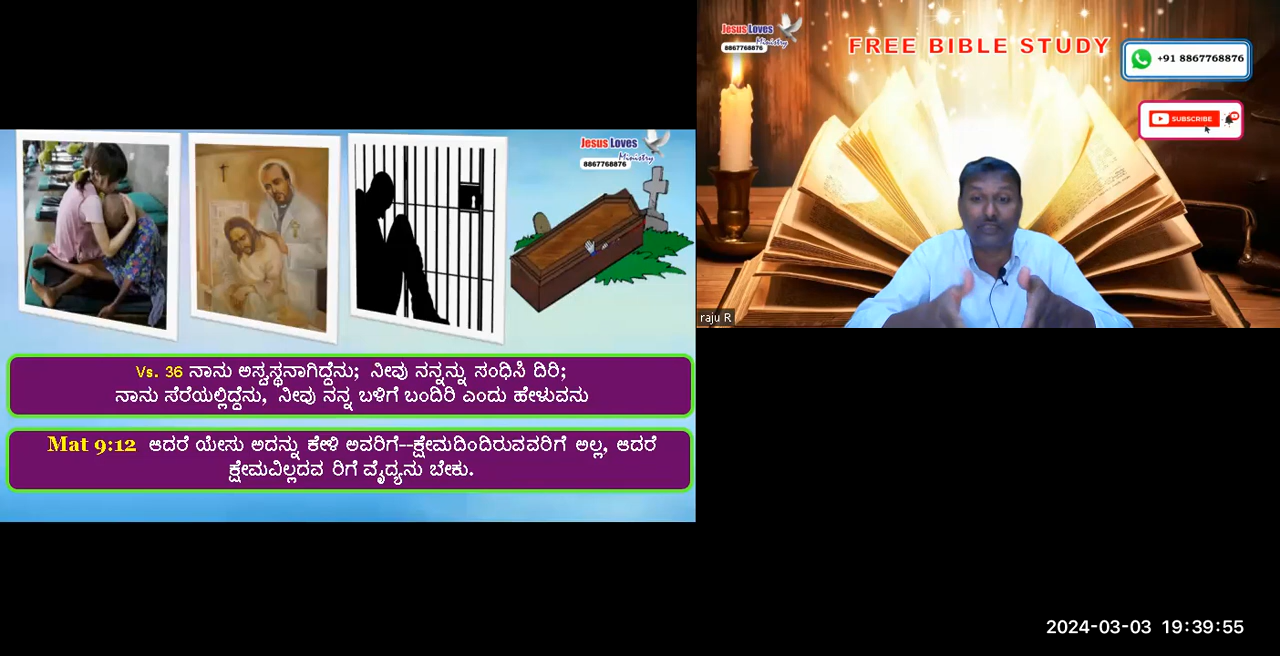 Jesus Loves
Ministry
8867768876
Vs. 36 ನಾನು ಅಸ್ವಸ್ಥನಾಗಿದ್ದೆನು; ನೀವು ನನ್ನನ್ನು ಸಂಧಿಸಿ ದಿರಿ;
ನಾನು ಸೆರೆಯಲ್ಲಿದ್ದೆನು, ನೀವು ನನ್ನ ಬಳಿಗೆ ಬಂದಿರಿ ಎಂದು ಹೇಳುವನು
Mat 9:12 ಆದರೆ ಯೇಸು ಅದನ್ನು ಕೇಳಿ ಅವರಿಗೆ--ಕ್ಷೇಮದಿಂದಿರುವವರಿಗೆ ಅಲ್ಲ, ಆದರೆ
ಕ್ಷೇಮವಿಲ್ಲದವ ರಿಗೆ ವೈದ್ಯನು ಬೇಕು.
Jesus Loves
Ministry
8867768876
FREE BIBLE STUDY
+91 8867768876
SUBSCRIBE
raju R
2024-03-03 19:39:55